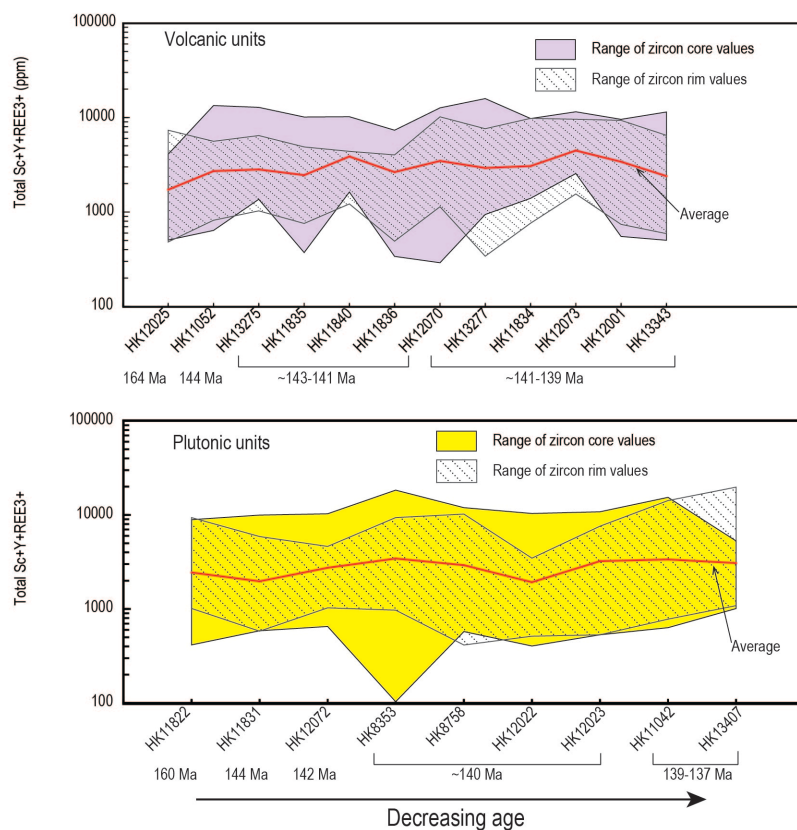 100000
Volcanic units
Range of zircon core values
Range of zircon rim values
Total Sc+Y+REE3+ (ppm)
10000
1000
Average
100
HK12025
HK11052
HK13275
HK11835
HK11840
HK11836
HK12070
HK13277
HK11834
HK12073
HK12001
HK13343
164 Ma
144 Ma
~143-141 Ma
~141-139 Ma
100000
Plutonic units
Range of zircon core values
Range of zircon rim values
Total Sc+Y+REE3+
10000
1000
Average
100
HK11822
HK11831
HK12072
HK8353
HK8758
HK12022
HK12023
HK11042
HK13407
160 Ma
144 Ma
142 Ma
~140 Ma
139-137 Ma
Decreasing age